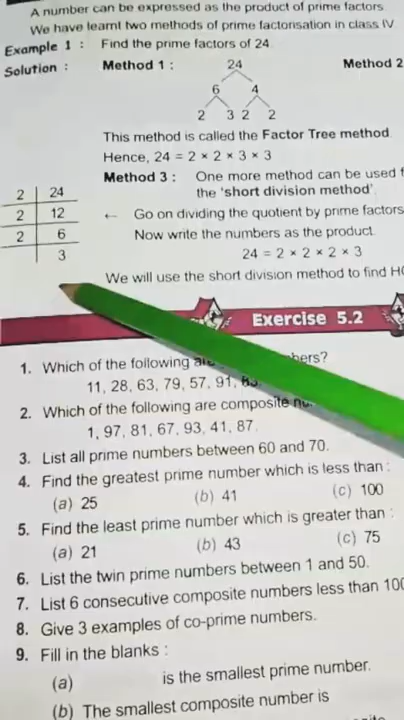 A number can be expressed as the product of prime factors
We have learnt two methods of prime factorisation in class IV
Example 1 : Find the prime factors of 24
Solution : Method 1 : 24 Method 2
6 4
2 3 2 2
This method is called the Factor Tree method
Hence, 24 = 2 × 2 × 3 × 3
Method 3 : One more method can be used
the 'short division method'
2 24
2 12 ← Go on dividing the quotient by prime factors
2 6 Now write the numbers as the product
3 24 = 2 × 2 × 2 × 3
We will use the short division method to find
Exercise 5.2
1. Which of the following are
11, 28, 63, 79, 57, 91,
2. Which of the following are composite
1, 97, 81, 67, 93, 41, 87.
3. List all prime numbers between 60 and 70.
4. Find the greatest prime number which is less than :
(a) 25 (b) 41 (c) 100
5. Find the least prime number which is greater than :
(a) 21 (b) 43 (c) 75
6. List the twin prime numbers between 1 and 50.
7. List 6 consecutive composite numbers less than 100
8. Give 3 examples of co-prime numbers.
9. Fill in the blanks :
(a) is the smallest prime number.
(b) The smallest composite number is